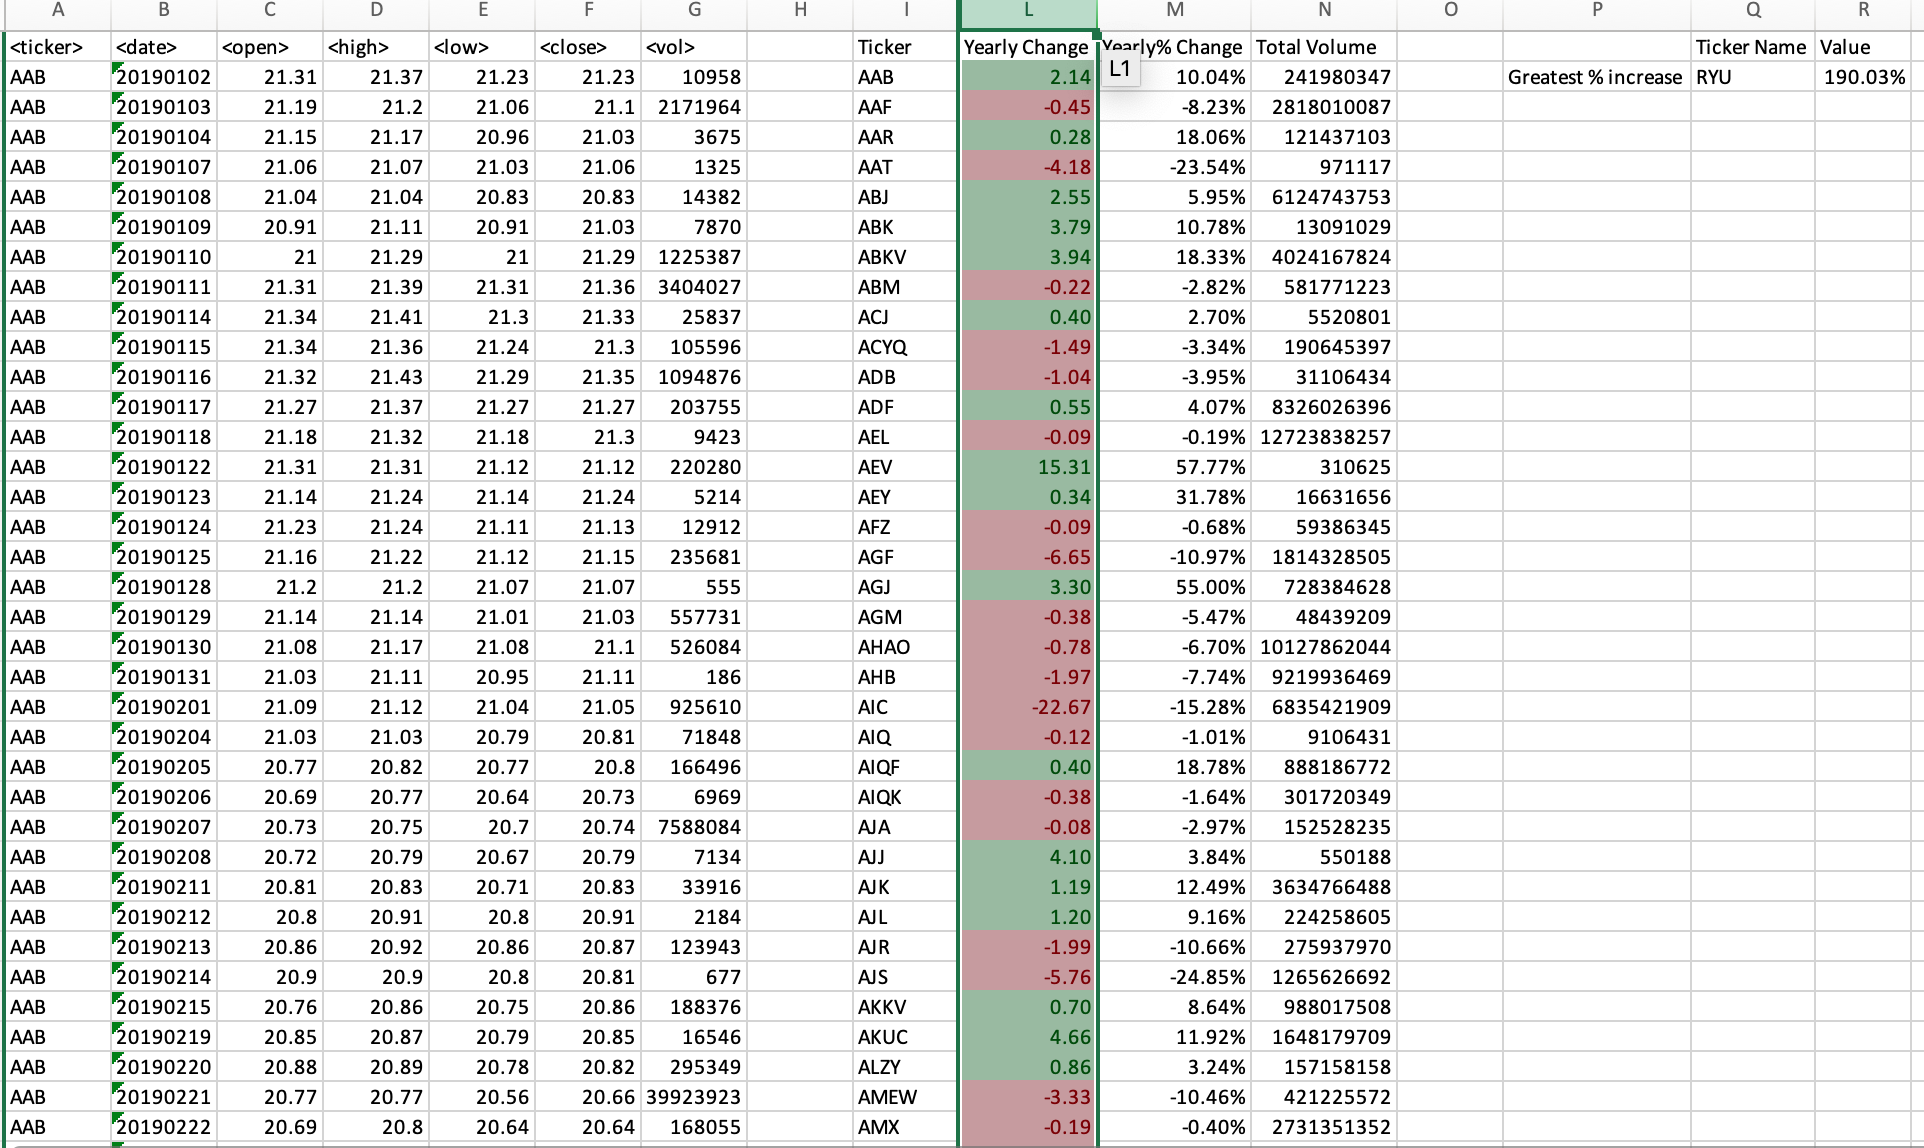 A B C D E F G H I L M N O P Q R
<ticker> <date> <open> <high> <low> <close> <vol> Ticker Yearly Change Yearly% Change Total Volume Ticker Name Value
L1
AAB 20190102 21.31 21.37 21.23 21.23 10958 AAB 2.14 10.04% 241980347 Greatest % increase RYU 190.03%
AAB 20190103 21.19 21.2 21.06 21.1 2171964 AAF -0.45 -8.23% 2818010087
AAB 20190104 21.15 21.17 20.96 21.03 3675 AAR 0.28 18.06% 121437103
AAB 20190107 21.06 21.07 21.03 21.06 1325 AAT -4.18 -23.54% 971117
AAB 20190108 21.04 21.04 20.83 20.83 14382 ABJ 2.55 5.95% 6124743753
AAB 20190109 20.91 21.11 20.91 21.03 7870 ABK 3.79 10.78% 13091029
AAB 20190110 21 21.29 21 21.29 1225387 ABKV 3.94 18.33% 4024167824
AAB 20190111 21.31 21.39 21.31 21.36 3404027 ABM -0.22 -2.82% 581771223
AAB 20190114 21.34 21.41 21.3 21.33 25837 ACJ 0.40 2.70% 5520801
AAB 20190115 21.34 21.36 21.24 21.3 105596 ACYQ -1.49 -3.34% 190645397
AAB 20190116 21.32 21.43 21.29 21.35 1094876 ADB -1.04 -3.95% 31106434
AAB 20190117 21.27 21.37 21.27 21.27 203755 ADF 0.55 4.07% 8326026396
AAB 20190118 21.18 21.32 21.18 21.3 9423 AEL -0.09 -0.19% 12723838257
AAB 20190122 21.31 21.31 21.12 21.12 220280 AEV 15.31 57.77% 310625
AAB 20190123 21.14 21.24 21.14 21.24 5214 AEY 0.34 31.78% 16631656
AAB 20190124 21.23 21.24 21.11 21.13 12912 AFZ -0.09 -0.68% 59386345
AAB 20190125 21.16 21.22 21.12 21.15 235681 AGF -6.65 -10.97% 1814328505
AAB 20190128 21.2 21.2 21.07 21.07 555 AGJ 3.30 55.00% 728384628
AAB 20190129 21.14 21.14 21.01 21.03 557731 AGM -0.38 -5.47% 48439209
AAB 20190130 21.08 21.17 21.08 21.1 526084 AHAO -0.78 -6.70% 10127862044
AAB 20190131 21.03 21.11 20.95 21.11 186 AHB -1.97 -7.74% 9219936469
AAB 20190201 21.09 21.12 21.04 21.05 925610 AIC -22.67 -15.28% 6835421909
AAB 20190204 21.03 21.03 20.79 20.81 71848 AIQ -0.12 -1.01% 9106431
AAB 20190205 20.77 20.82 20.77 20.8 166496 AIQF 0.40 18.78% 888186772
AAB 20190206 20.69 20.77 20.64 20.73 6969 AIQK -0.38 -1.64% 301720349
AAB 20190207 20.73 20.75 20.7 20.74 7588084 AJA -0.08 -2.97% 152528235
AAB 20190208 20.72 20.79 20.67 20.79 7134 AJJ 4.10 3.84% 550188
AAB 20190211 20.81 20.83 20.71 20.83 33916 AJK 1.19 12.49% 3634766488
AAB 20190212 20.8 20.91 20.8 20.91 2184 AJL 1.20 9.16% 224258605
AAB 20190213 20.86 20.92 20.86 20.87 123943 AJR -1.99 -10.66% 275937970
AAB 20190214 20.9 20.9 20.8 20.81 677 AJS -5.76 -24.85% 1265626692
AAB 20190215 20.76 20.86 20.75 20.86 188376 AKKV 0.70 8.64% 988017508
AAB 20190219 20.85 20.87 20.79 20.85 16546 AKUC 4.66 11.92% 1648179709
AAB 20190220 20.88 20.89 20.78 20.82 295349 ALZY 0.86 3.24% 157158158
AAB 20190221 20.77 20.77 20.56 20.66 39923923 AMEW -3.33 -10.46% 421225572
AAB 20190222 20.69 20.8 20.64 20.64 168055 AMX -0.19 -0.40% 2731351352